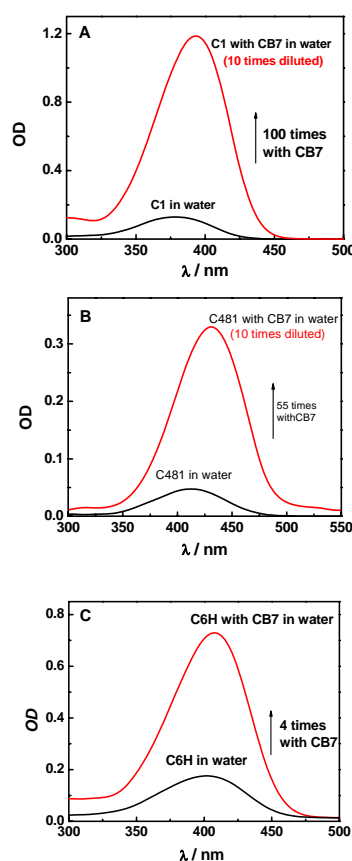 A
C1 with CB7 in water
(10 times diluted)
100 times
with CB7
C1 in water
OD
1.2
0.8
0.4
0.0
300 350 400 450 500
λ / nm
B
C481 with CB7 in water
(10 times diluted)
55 times
withCB7
C481 in water
OD
0.3
0.2
0.1
0.0
300 350 400 450 500 550
λ / nm
C
C6H with CB7 in water
4 times
with CB7
C6H in water
OD
0.8
0.6
0.4
0.2
0.0
300 350 400 450 500
λ / nm